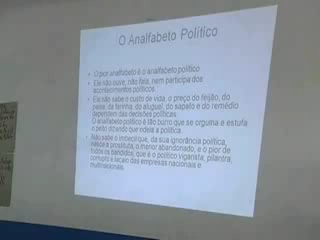 O Analfabeto Político
O pior analfabeto é o analfabeto político
Ele não ouve, não fala, nem participa dos
acontecimentos políticos.
Ele não sabe o custo de vida, o preço do feijão, do
peixe, da farinha, do aluguel, do sapato e do remédio
dependem das decisões políticas.
O analfabeto político é tão burro que se orguma e estufa
o peito dizendo que odeia a política.
Não sabe o imbecil que, da sua ignorância política,
nasce a prostituta, o menor abandonado, e o pior de
todos os bandidos, que é o político vigarista, pilantra,
corrupto e lacaio das empresas nacionais e
multinacionais.